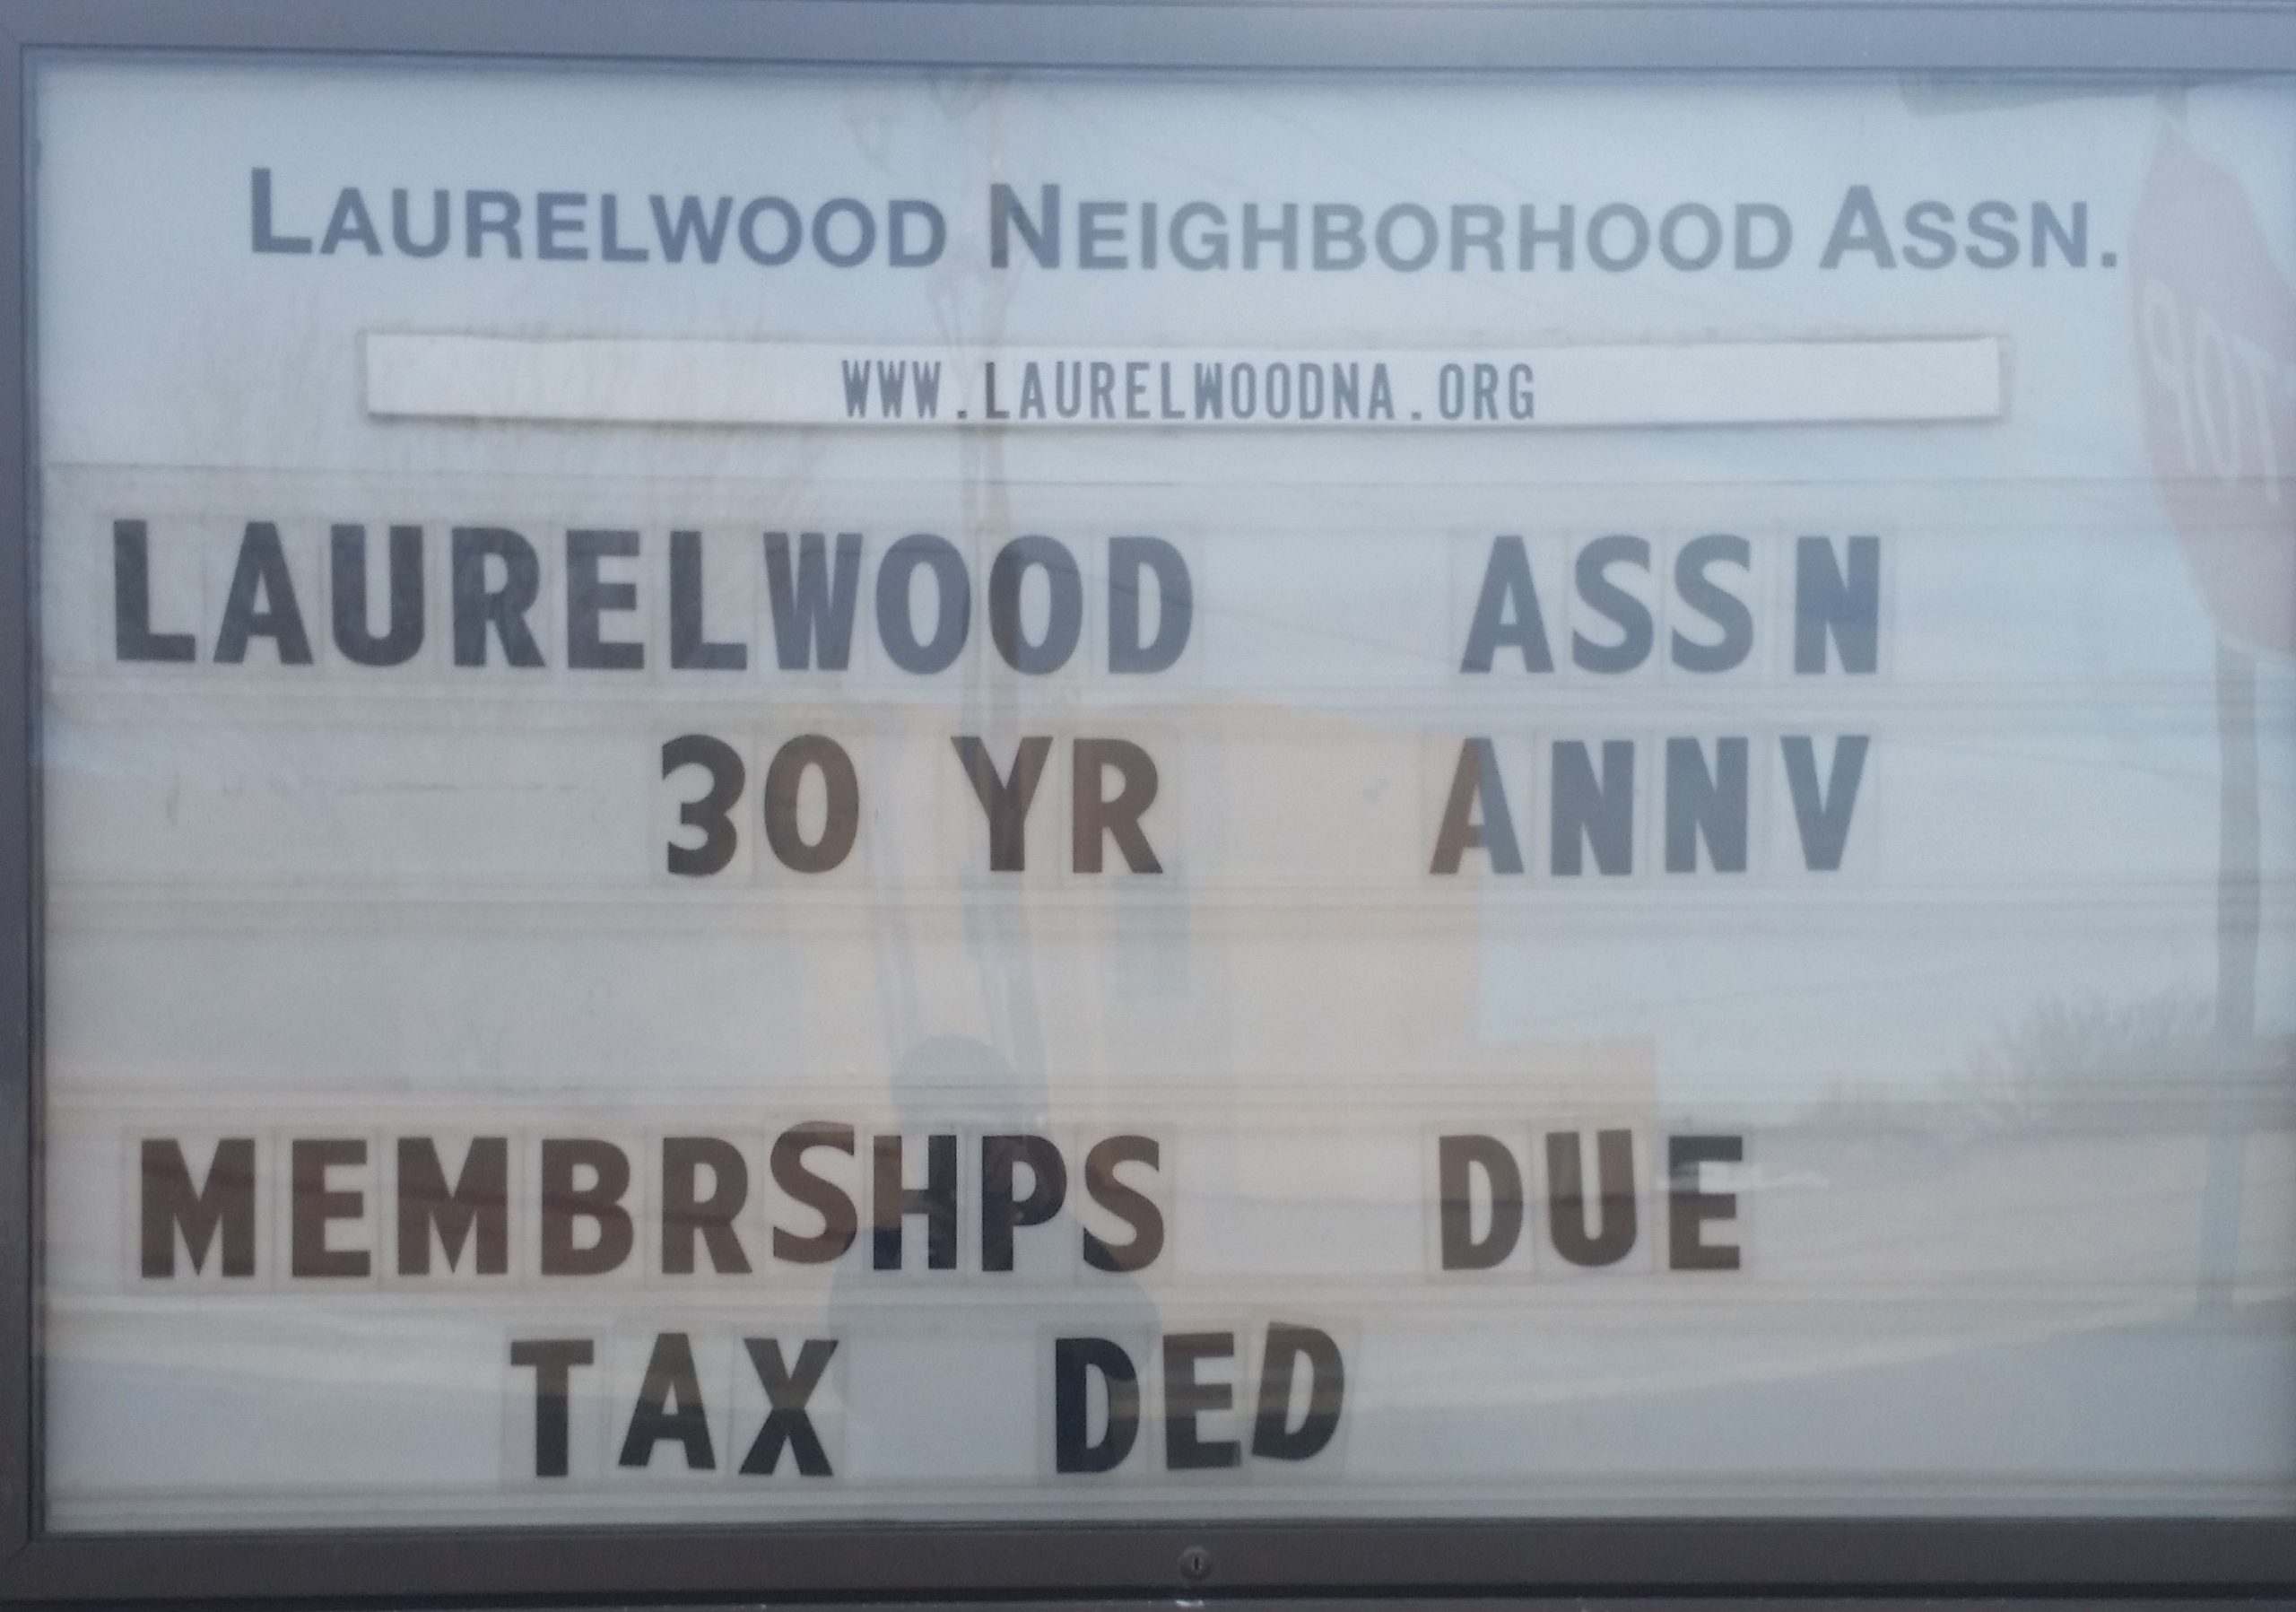 LAURELWOOD NEIGHBORHOOD ASSN.
WWW.LAURELWOODNA.ORG
LAURELWOOD ASSN
30 YR ANNV
MEMBRSHPS DUE
TAX DED